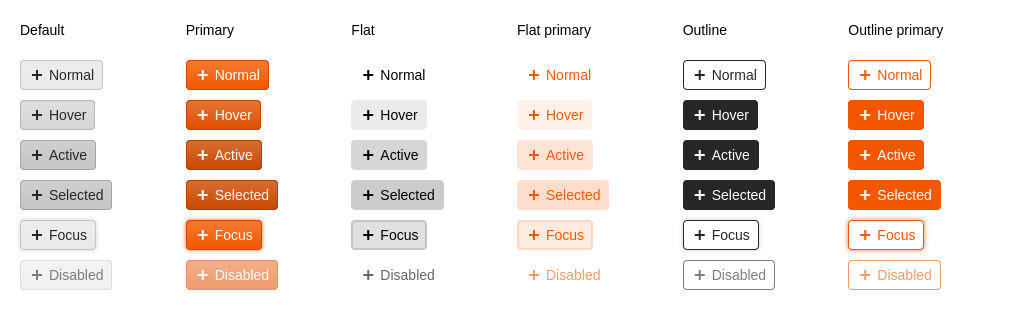 Default Primary Flat Flat primary Outline Outline primary
+ Normal + Normal + Normal + Normal + Normal + Normal
+ Hover + Hover + Hover + Hover + Hover + Hover
+ Active + Active + Active + Active + Active + Active
+ Selected + Selected + Selected + Selected + Selected + Selected
+ Focus + Focus + Focus + Focus + Focus + Focus
+ Disabled + Disabled + Disabled + Disabled + Disabled + Disabled